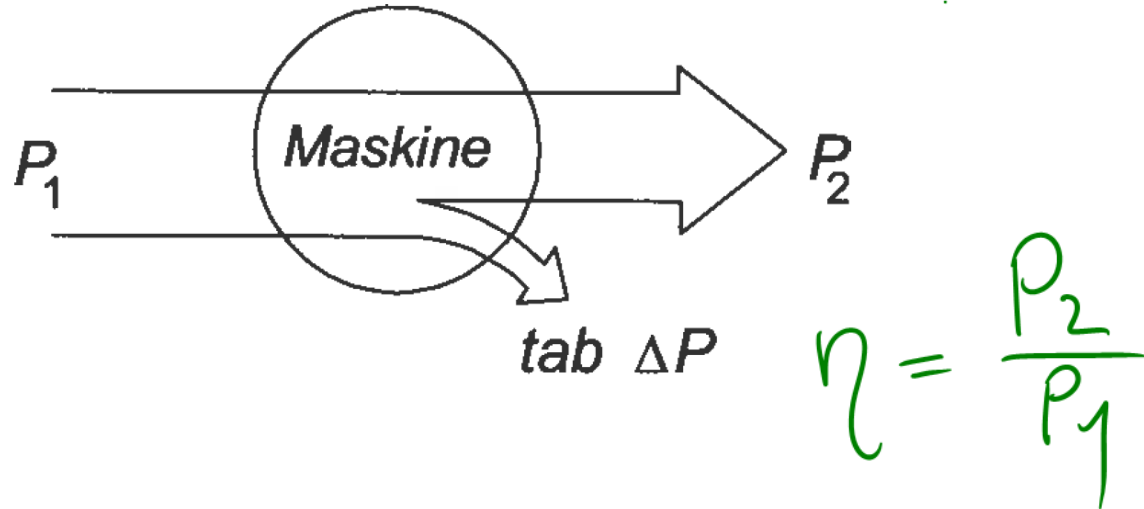 P₁
Maskine
P₂
tab ΔP
η = P₂/P₁